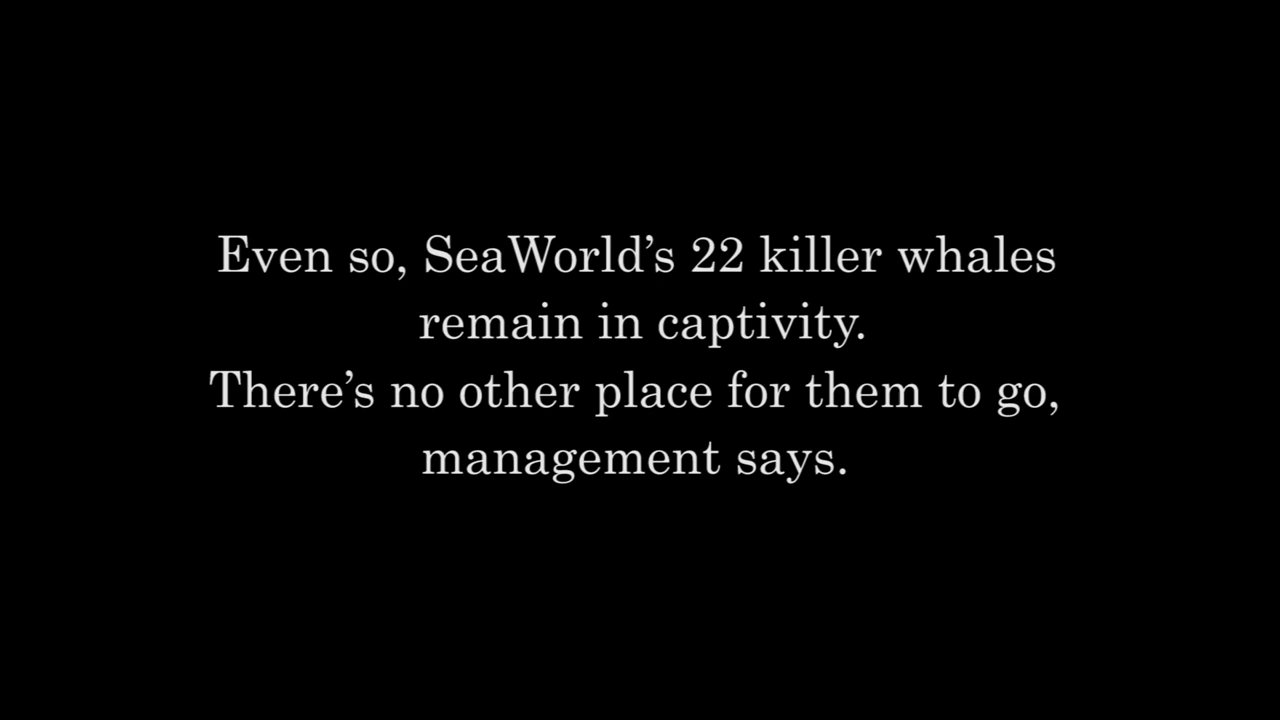 Even so, SeaWorld’s 22 killer whales
remain in captivity.
There’s no other place for them to go,
management says.